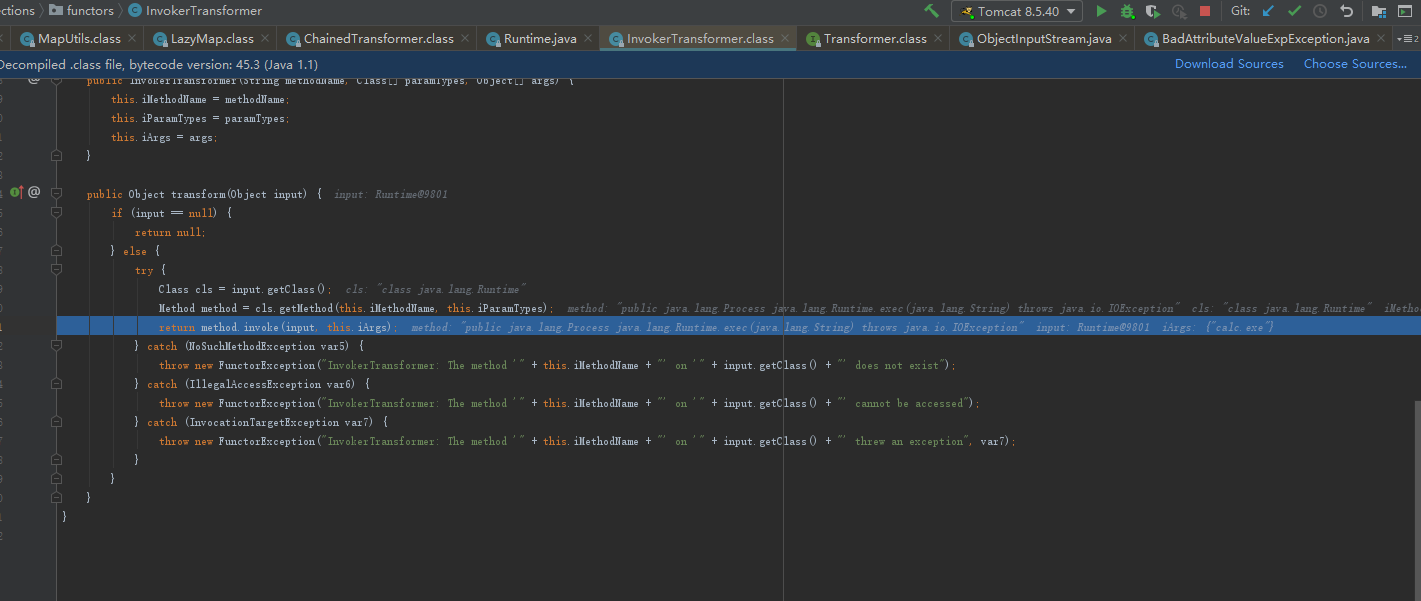 ctions functors InvokerTransformer Tomcat 8.5.40 Git:
MapUtils.class LazyMap.class ChainedTransformer.class Runtime.java InvokerTransformer.class Transformer.class ObjectInputStream.java BadAttributeValueExpException.java
Decompiled .class file, bytecode version: 45.3 (Java 1.1) Download Sources Choose Sources...
public InvokerTransformer(String methodName, Class[] paramTypes, Object[] args) {
this.iMethodName = methodName;
this.iParamTypes = paramTypes;
this.iArgs = args;
}
public Object transform(Object input) { input: Runtime@9801
if (input == null) {
return null;
} else {
try {
Class cls = input.getClass(); cls: "class java.lang.Runtime"
Method method = cls.getMethod(this.iMethodName, this.iParamTypes); method: "public java.lang.Process java.lang.Runtime.exec(java.lang.String) throws java.io.IOException" cls: "class java.lang.Runtime" iMetho
return method.invoke(input, this.iArgs); method: "public java.lang.Process java.lang.Runtime.exec(java.lang.String) throws java.io.IOException" input: Runtime@9801 iArgs: {"calc.exe"}
} catch (NoSuchMethodException var5) {
throw new FunctorException("InvokerTransformer: The method '" + this.iMethodName + "' on '" + input.getClass() + "' does not exist");
} catch (IllegalAccessException var6) {
throw new FunctorException("InvokerTransformer: The method '" + this.iMethodName + "' on '" + input.getClass() + "' cannot be accessed");
} catch (InvocationTargetException var7) {
throw new FunctorException("InvokerTransformer: The method '" + this.iMethodName + "' on '" + input.getClass() + "' threw an exception", var7);
}
}
}
}